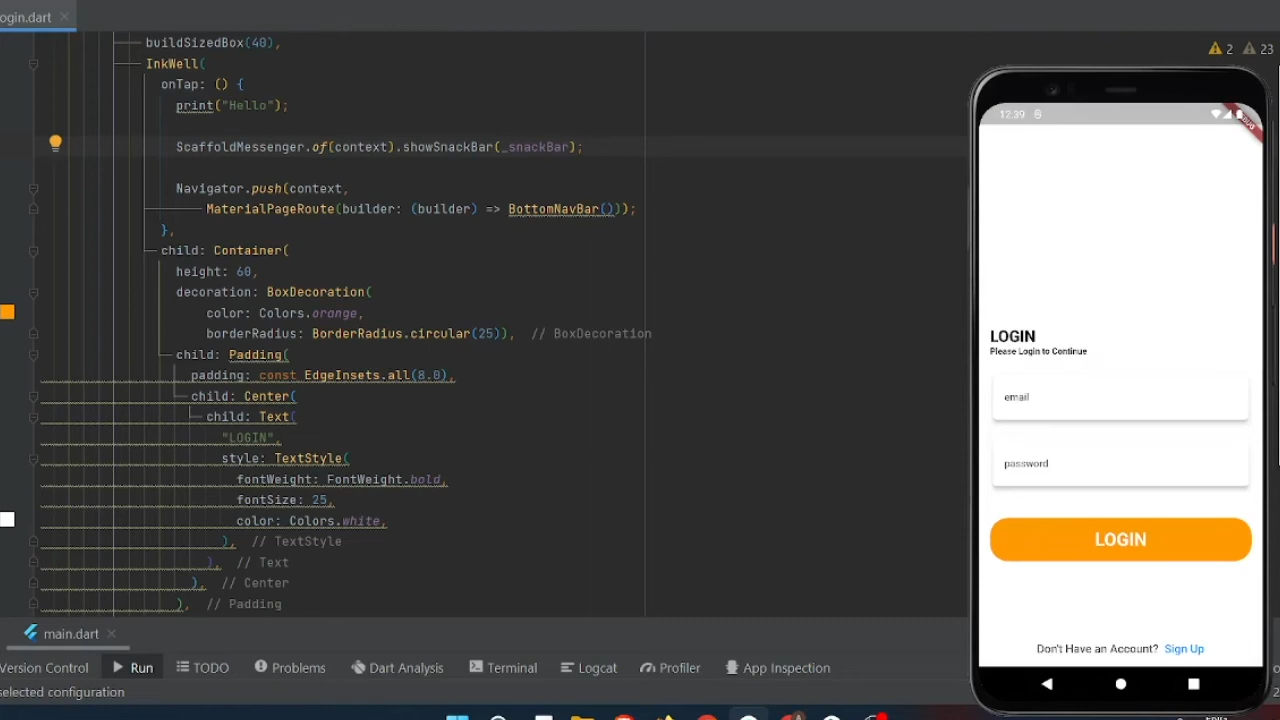 ogin.dart
buildSizedBox(40),
InkWell(
onTap: () {
print("Hello");
ScaffoldMessenger.of(context).showSnackBar(_snackBar);
Navigator.push(context,
MaterialPageRoute(builder: (builder) => BottomNavBar()));
},
child: Container(
height: 60,
decoration: BoxDecoration(
color: Colors.orange,
borderRadius: BorderRadius.circular(25)), // BoxDecoration
child: Padding(
padding: const EdgeInsets.all(8.0),
child: Center(
child: Text(
"LOGIN",
style: TextStyle(
fontWeight: FontWeight.bold,
fontSize: 25,
color: Colors.white,
), // TextStyle
), // Text
), // Center
), // Padding
2 23
12:39
LOGIN
Please Login to Continue
email
password
LOGIN
Don't Have an Account? Sign Up
main.dart
Version Control Run TODO Problems Dart Analysis Terminal Logcat Profiler App Inspection
selected configuration